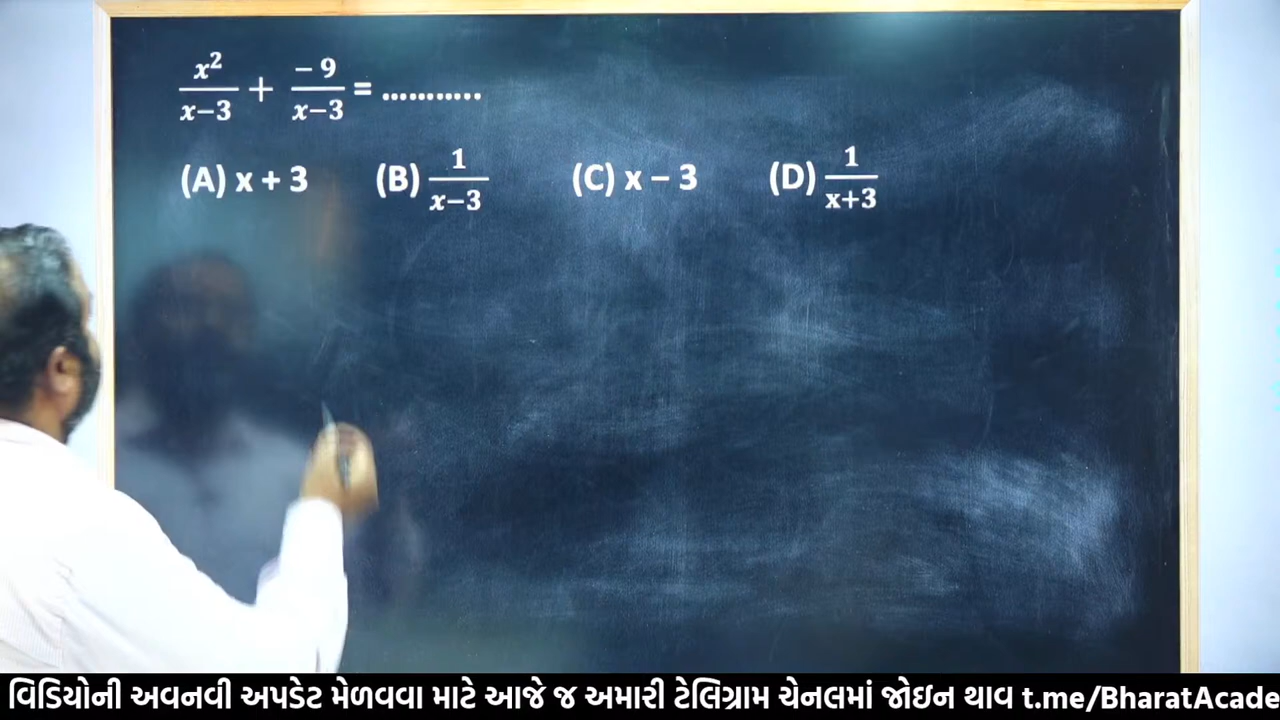 x²/x−3 + −9/x−3 = ...........
(A) x + 3 (B) 1/x−3 (C) x − 3 (D) 1/x+3
વિડિયોની અવનવી અપડેટ મેળવવા માટે આજે જ અમારી ટેલિગ્રામ ચેનલમાં જોઇન થાવ t.me/BharatAcade